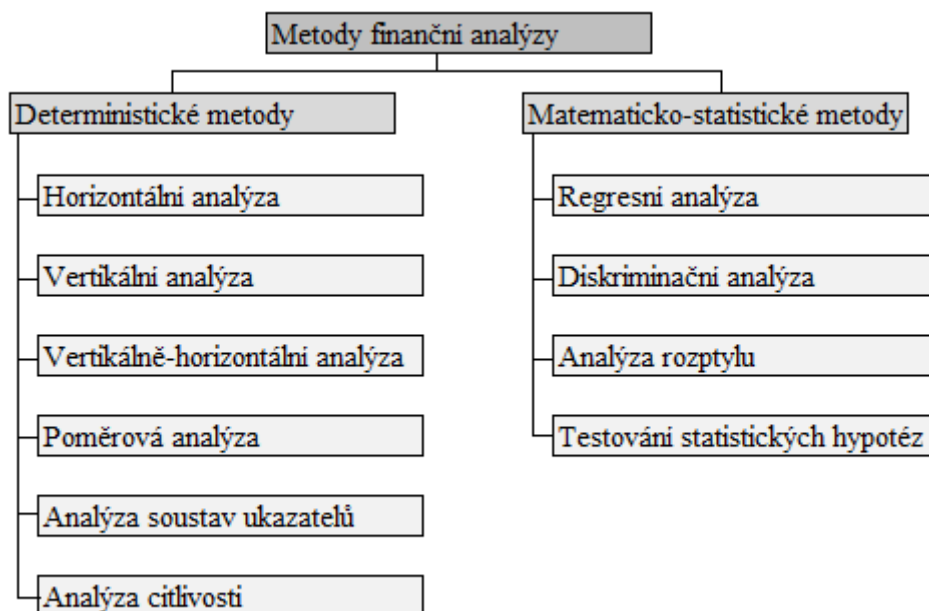 Metody finanční analýzy
Deterministické metody
Horizontální analýza
Vertikální analýza
Vertikálně-horizontální analýza
Poměrová analýza
Analýza soustav ukazatelů
Analýza citlivosti
Matematicko-statistické metody
Regresní analýza
Diskriminační analýza
Analýza rozptylu
Testování statistických hypotéz